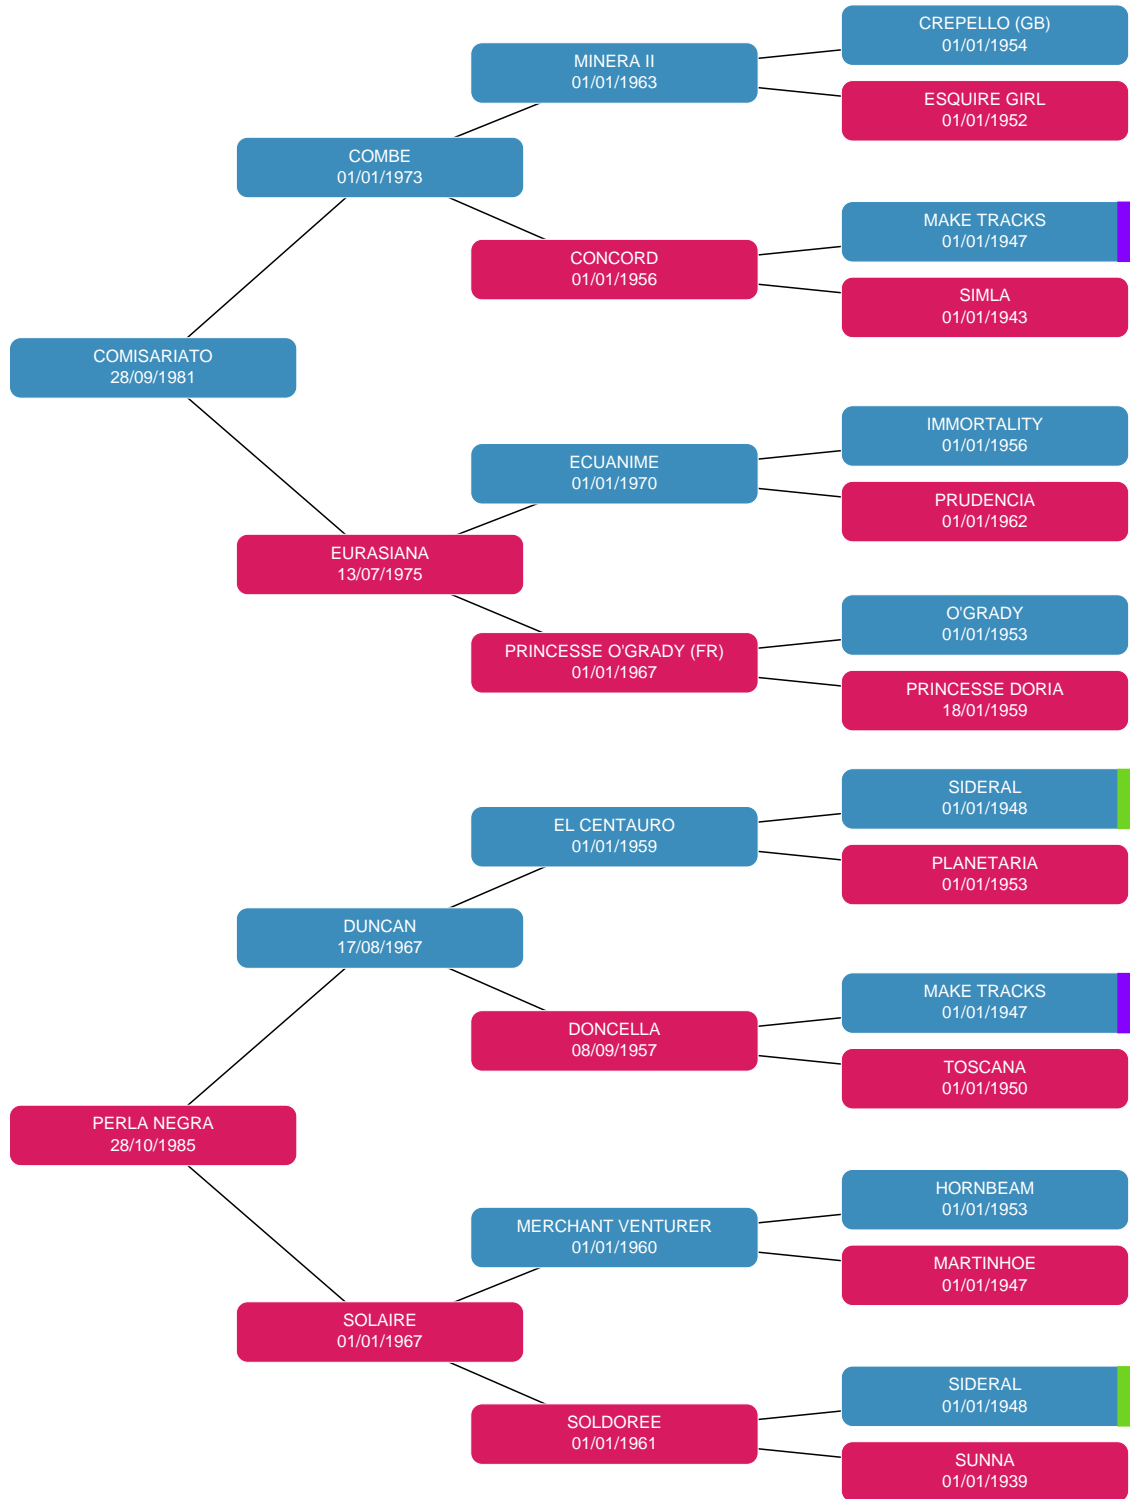 CREPELLO (GB)
01/01/1954
MINERA II
01/01/1963
ESQUIRE GIRL
01/01/1952
COMBE
01/01/1973
MAKE TRACKS
01/01/1947
CONCORD
01/01/1956
SIMLA
01/01/1943
COMISARIATO
28/09/1981
IMMORTALITY
01/01/1956
ECUANIME
01/01/1970
PRUDENCIA
01/01/1962
EURASIANA
13/07/1975
O'GRADY
01/01/1953
PRINCESSE O'GRADY (FR)
01/01/1967
PRINCESSE DORIA
18/01/1959
SIDERAL
01/01/1948
EL CENTAURO
01/01/1959
PLANETARIA
01/01/1953
DUNCAN
17/08/1967
MAKE TRACKS
01/01/1947
DONCELLA
08/09/1957
TOSCANA
01/01/1950
PERLA NEGRA
28/10/1985
HORNBEAM
01/01/1953
MERCHANT VENTURER
01/01/1960
MARTINHOE
01/01/1947
SOLAIRE
01/01/1967
SIDERAL
01/01/1948
SOLDOREE
01/01/1961
SUNNA
01/01/1939